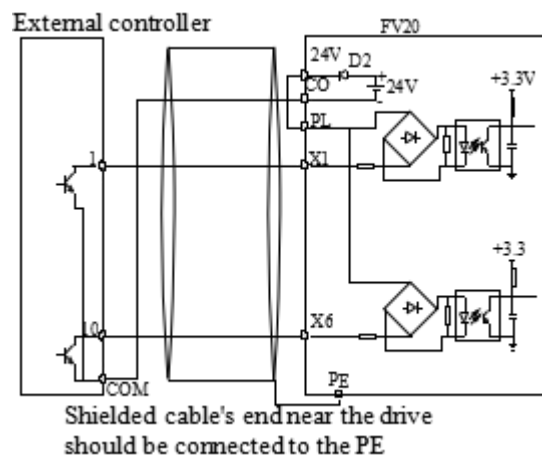 External controller
FV20
24V
D2
+3.3V
+
CO
24V
-
PL
1
X1
+3.3
10
X6
COM
PE
Shielded cable's end near the drive
should be connected to the PE